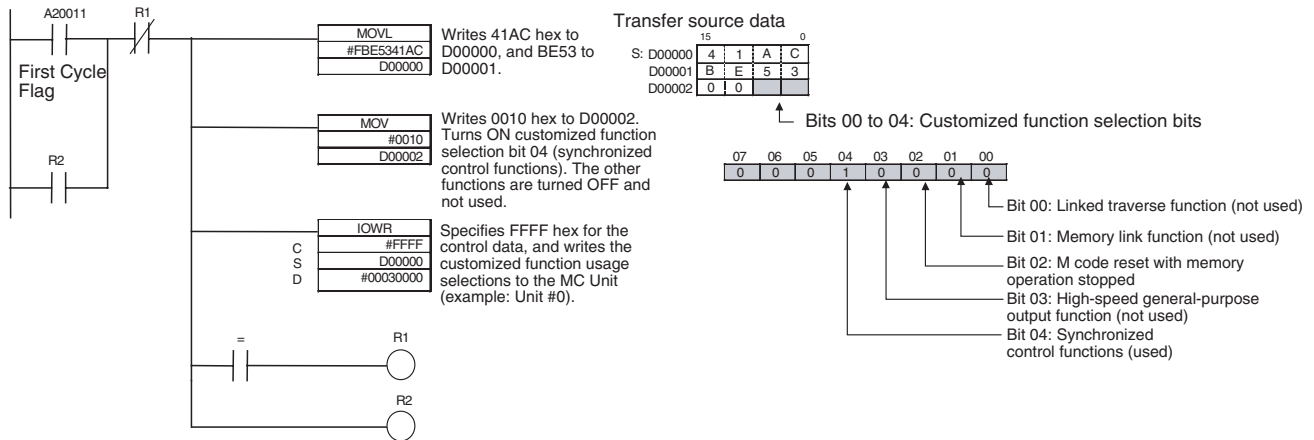 A20011
R1
First Cycle
Flag
R2
MOVL
#FBE5341AC
D00000
Writes 41AC hex to
D00000, and BE53 to
D00001.
MOV
#0010
D00002
Writes 0010 hex to D00002.
Turns ON customized function
selection bit 04 (synchronized
control functions). The other
functions are turned OFF and
not used.
IOWR
C #FFFF
S D00000
D #00030000
Specifies FFFF hex for the
control data, and writes the
customized function usage
selections to the MC Unit
(example: Unit #0).
=
R1
R2
Transfer source data
15 0
S: D00000 4 1 A C
D00001 B E 5 3
D00002 0 0
Bits 00 to 04: Customized function selection bits
07 06 05 04 03 02 01 00
0 0 0 1 0 0 0 0
Bit 00: Linked traverse function (not used)
Bit 01: Memory link function (not used)
Bit 02: M code reset with memory
operation stopped
Bit 03: High-speed general-purpose
output function (not used)
Bit 04: Synchronized
control functions (used)